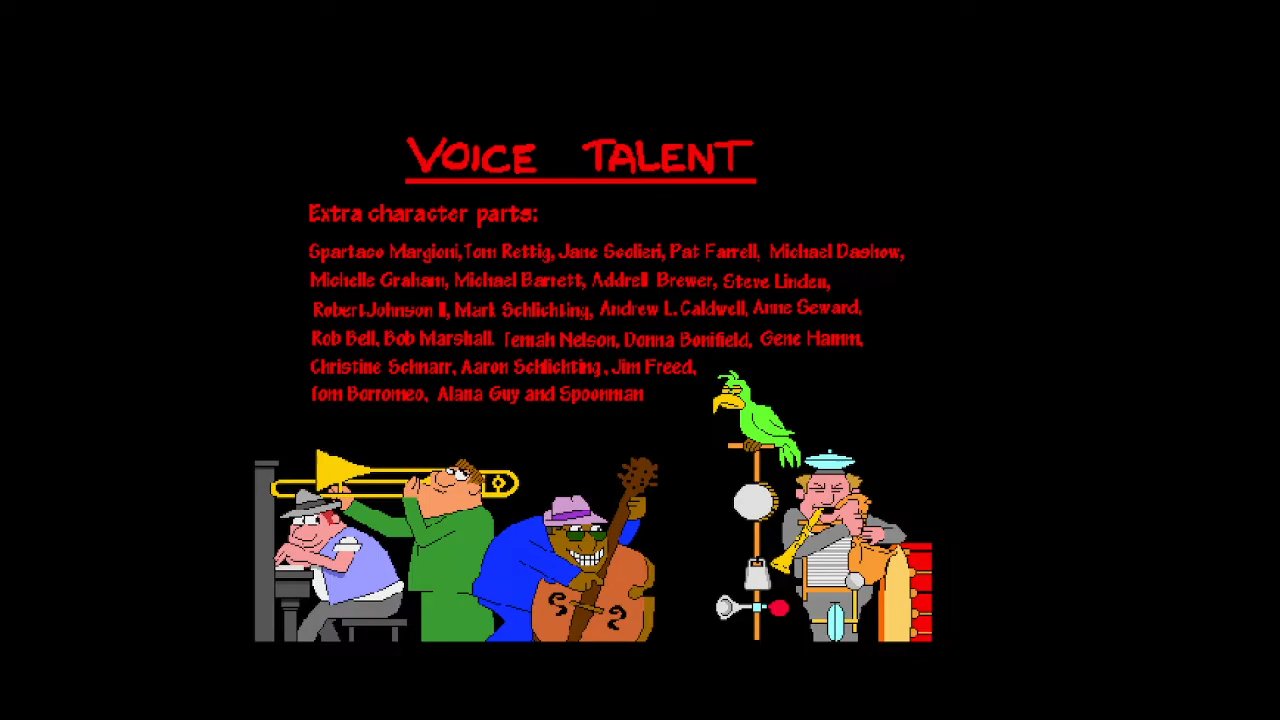 VOICE TALENT
Extra character parts:
Spartaco Margioni, Tom Rettig, Jane Scolieri, Pat Farrell, Michael Dashow,
Michelle Graham, Michael Barrett, Addrell Brewer, Steve Linden,
Robert Johnson II, Mark Schlichting, Andrew L. Caldwell, Anne Seward,
Rob Bell, Bob Marshall, Temah Nelson, Donna Bonifield, Gene Hamm,
Christine Schnarr, Aaron Schlichting, Jim Freed,
Tom Borromeo, Alana Guy and Spoonman